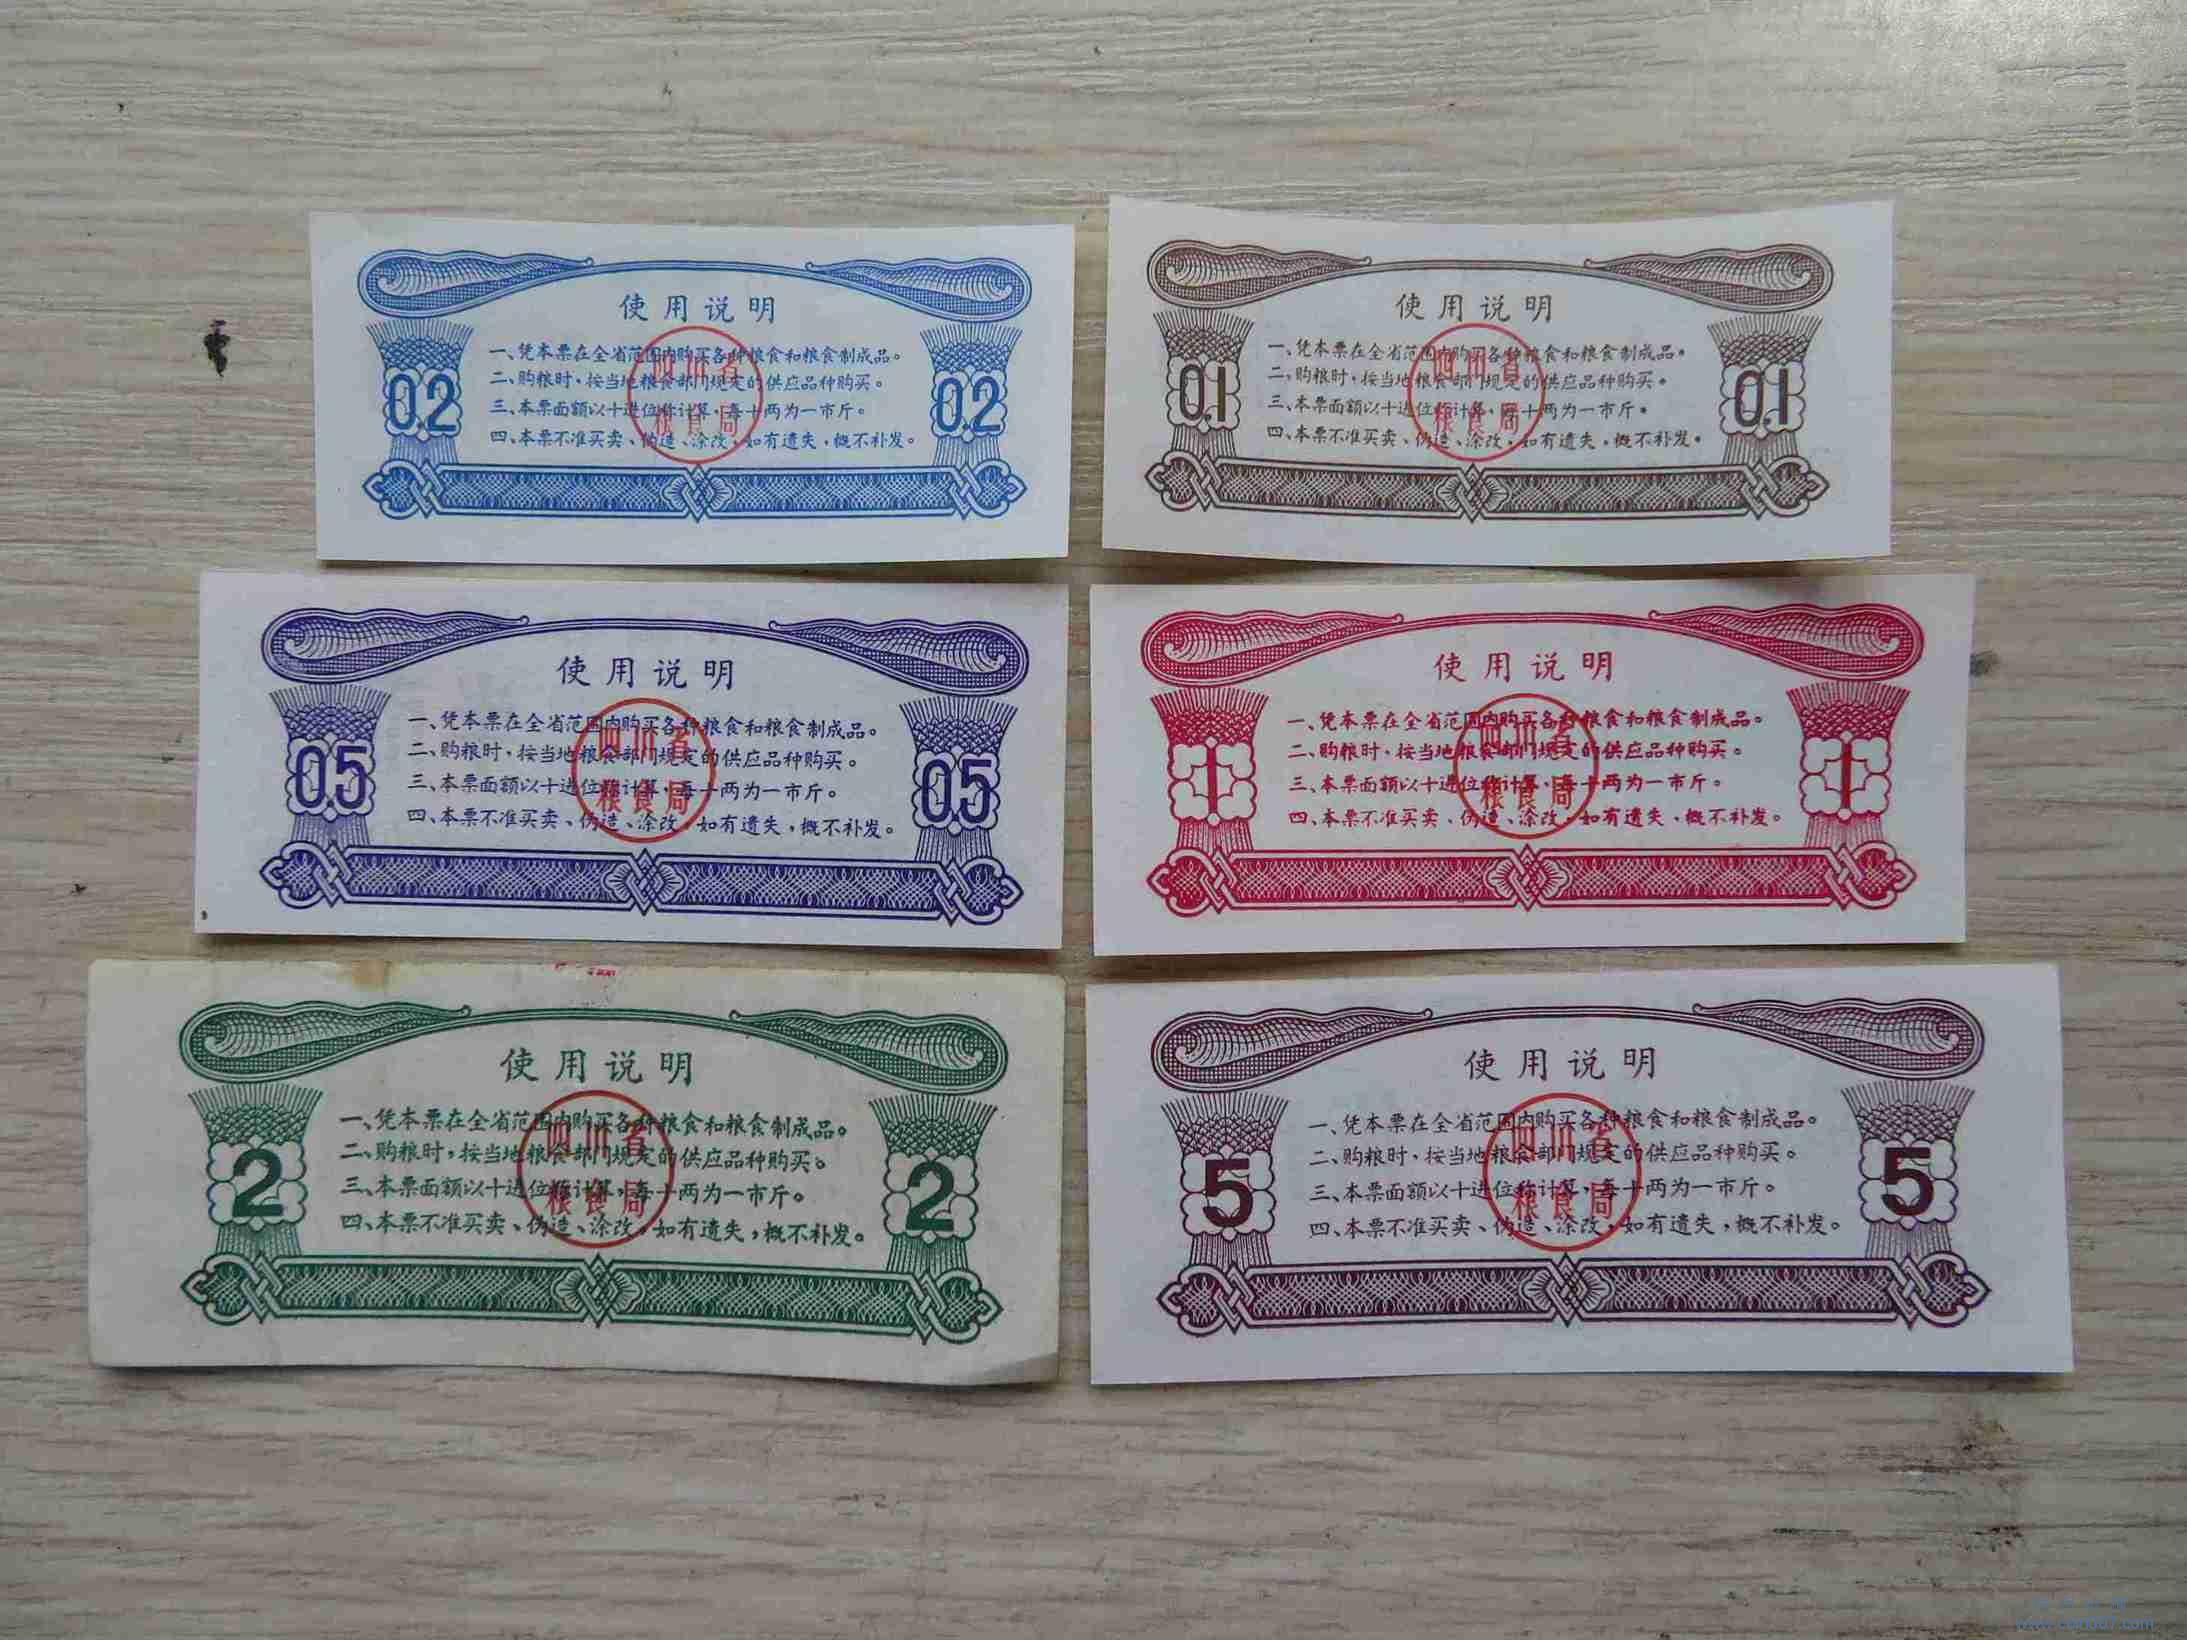 使用说明
一、凭本票在全省范围内购买各种粮食和粮食制成品。
二、购粮时，按当地粮食部门规定的供应品种购买。
三、本票面额以十进位称计算，每十两为一市斤。
四、本票不准买卖、伪造、涂改，如有遗失，概不补发。
0.2
0.2
四川省
粮食局
使用说明
一、凭本票在全省范围内购买各种粮食和粮食制成品。
二、购粮时，按当地粮食部门规定的供应品种购买。
三、本票面额以十进位称计算，每十两为一市斤。
四、本票不准买卖、伪造、涂改，如有遗失，概不补发。
0.1
0.1
四川省
粮食局
使用说明
一、凭本票在全省范围内购买各种粮食和粮食制成品。
二、购粮时，按当地粮食部门规定的供应品种购买。
三、本票面额以十进位称计算，每十两为一市斤。
四、本票不准买卖、伪造、涂改，如有遗失，概不补发。
0.5
0.5
四川省
粮食局
使用说明
一、凭本票在全省范围内购买各种粮食和粮食制成品。
二、购粮时，按当地粮食部门规定的供应品种购买。
三、本票面额以十进位称计算，每十两为一市斤。
四、本票不准买卖、伪造、涂改，如有遗失，概不补发。
1
1
四川省
粮食局
使用说明
一、凭本票在全省范围内购买各种粮食和粮食制成品。
二、购粮时，按当地粮食部门规定的供应品种购买。
三、本票面额以十进位称计算，每十两为一市斤。
四、本票不准买卖、伪造、涂改，如有遗失，概不补发。
2
2
四川省
粮食局
使用说明
一、凭本票在全省范围内购买各种粮食和粮食制成品。
二、购粮时，按当地粮食部门规定的供应品种购买。
三、本票面额以十进位称计算，每十两为一市斤。
四、本票不准买卖、伪造、涂改，如有遗失，概不补发。
5
5
四川省
粮食局